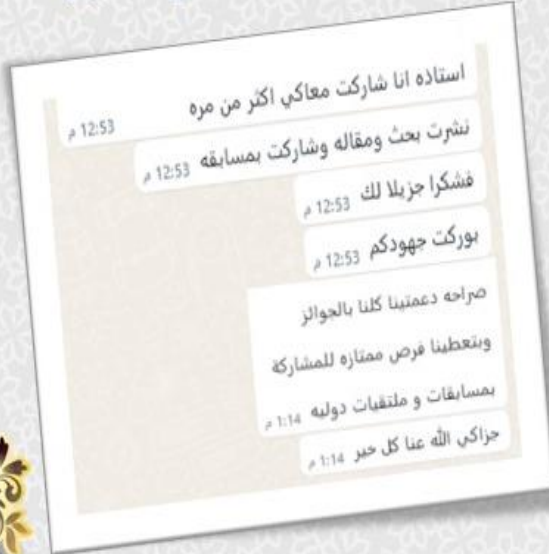 استاذه انا شاركت معاكي اكثر من مره
12:53 م
نشرت بحث ومقاله وشاركت بمسابقه 12:53 م
فشكرا جزيلا لك 12:53 م
بوركت جهودكم 12:53 م
صراحه دعمتينا كلنا بالجوائز
وبتعطينا فرص ممتازه للمشاركة
بمسابقات و ملتقيات دوليه 1:14 م
جزاكي الله عنا كل خير 1:14 م